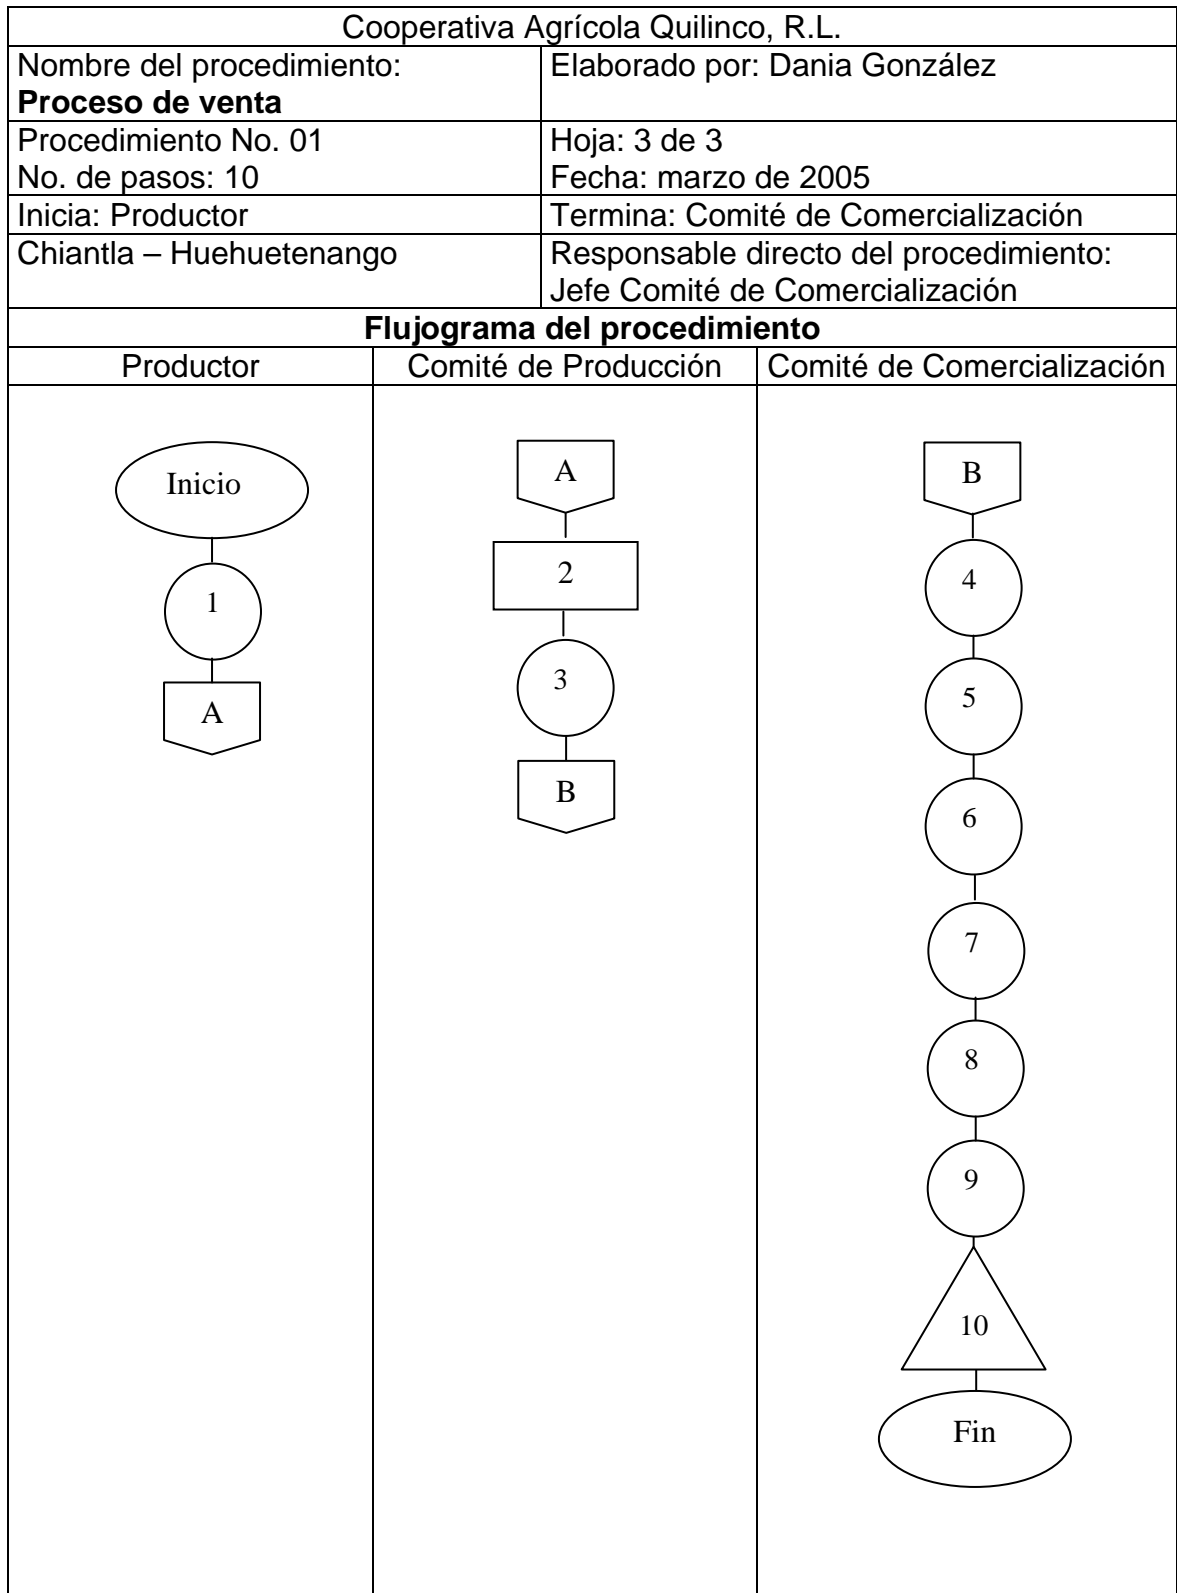 Cooperativa Agrícola Quilinco, R.L.
Nombre del procedimiento:
Proceso de venta
Elaborado por: Dania González
Procedimiento No. 01
No. de pasos: 10
Hoja: 3 de 3
Fecha: marzo de 2005
Inicia: Productor
Termina: Comité de Comercialización
Chiantla – Huehuetenango
Responsable directo del procedimiento:
Jefe Comité de Comercialización
Flujograma del procedimiento
Productor
Comité de Producción
Comité de Comercialización
Inicio
1
A
A
2
3
B
B
4
5
6
7
8
9
10
Fin